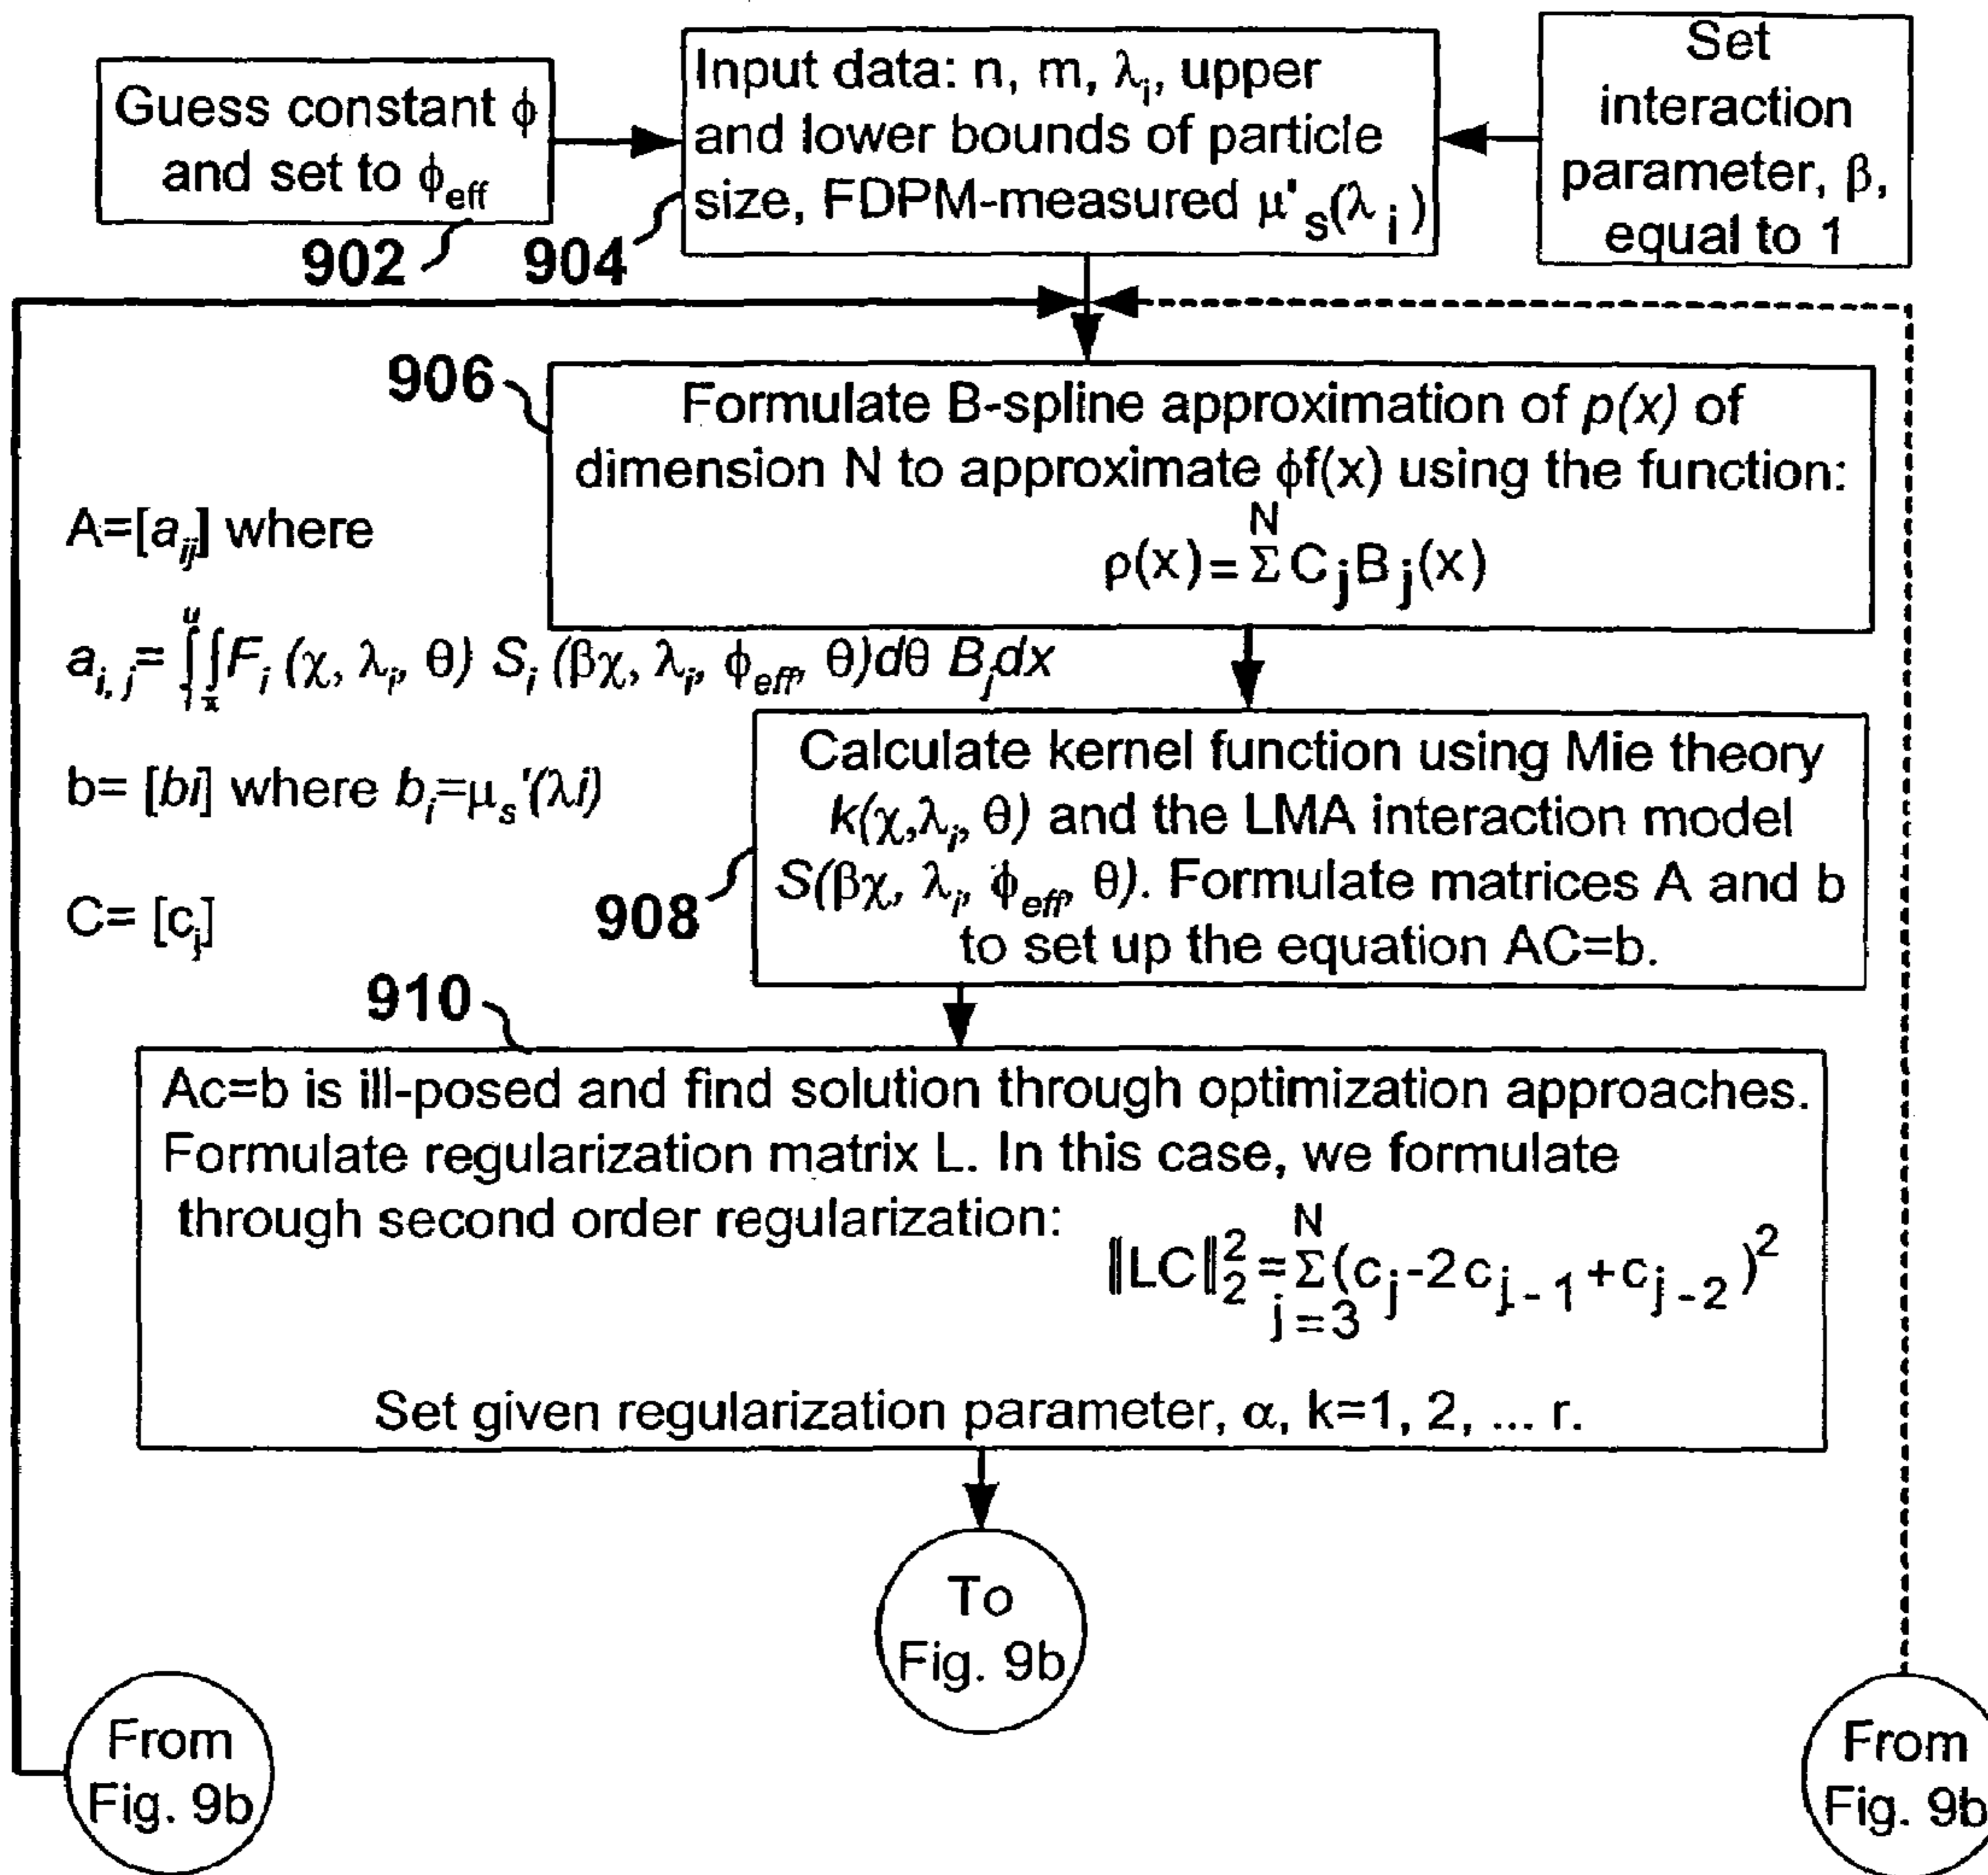 Guess constant ϕ
and set to ϕeff
902
Input data: n, m, λi, upper
and lower bounds of particle
size, FDPM-measured μ's(λi)
904
Set
interaction
parameter, β,
equal to 1
906
Formulate B-spline approximation of p(x) of
dimension N to approximate ϕf(x) using the function:
ρ(x)=Σ^N CjBj(x)
A=[aij] where
ai,j=∫∫Fi (χ, λi, θ) Si (βχ, λi, ϕeff, θ)dθ Bjdx
b= [bi] where bi=μs'(λi)
C= [cj]
Calculate kernel function using Mie theory
k(χ,λi, θ) and the LMA interaction model
S(βχ, λi, ϕeff, θ). Formulate matrices A and b
to set up the equation AC=b.
908
910
Ac=b is ill-posed and find solution through optimization approaches.
Formulate regularization matrix L. In this case, we formulate
through second order regularization:
‖LC‖₂²=Σ_{j=3}^N(cj-2cj-1+cj-2)²
Set given regularization parameter, α, k=1, 2, ... r.
To
Fig. 9b
From
Fig. 9b
From
Fig. 9b